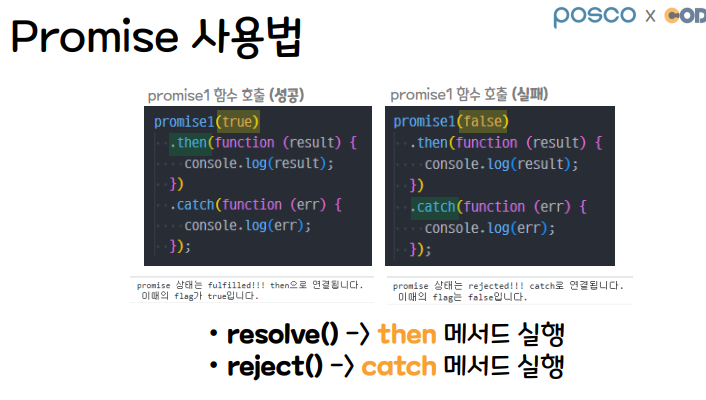 Promise 사용법
posco x COD
promise1 함수 호출 (성공)
promise1(true)
.then(function (result) {
console.log(result);
})
.catch(function (err) {
console.log(err);
});
promise 상태는 fulfilled!!! then으로 연결됩니다.
이때의 flag가 true입니다.
promise1 함수 호출 (실패)
promise1(false)
.then(function (result) {
console.log(result);
})
.catch(function (err) {
console.log(err);
});
promise 상태는 rejected!!! catch로 연결됩니다.
이때의 flag는 false입니다.
• resolve() -> then 메서드 실행
• reject() -> catch 메서드 실행